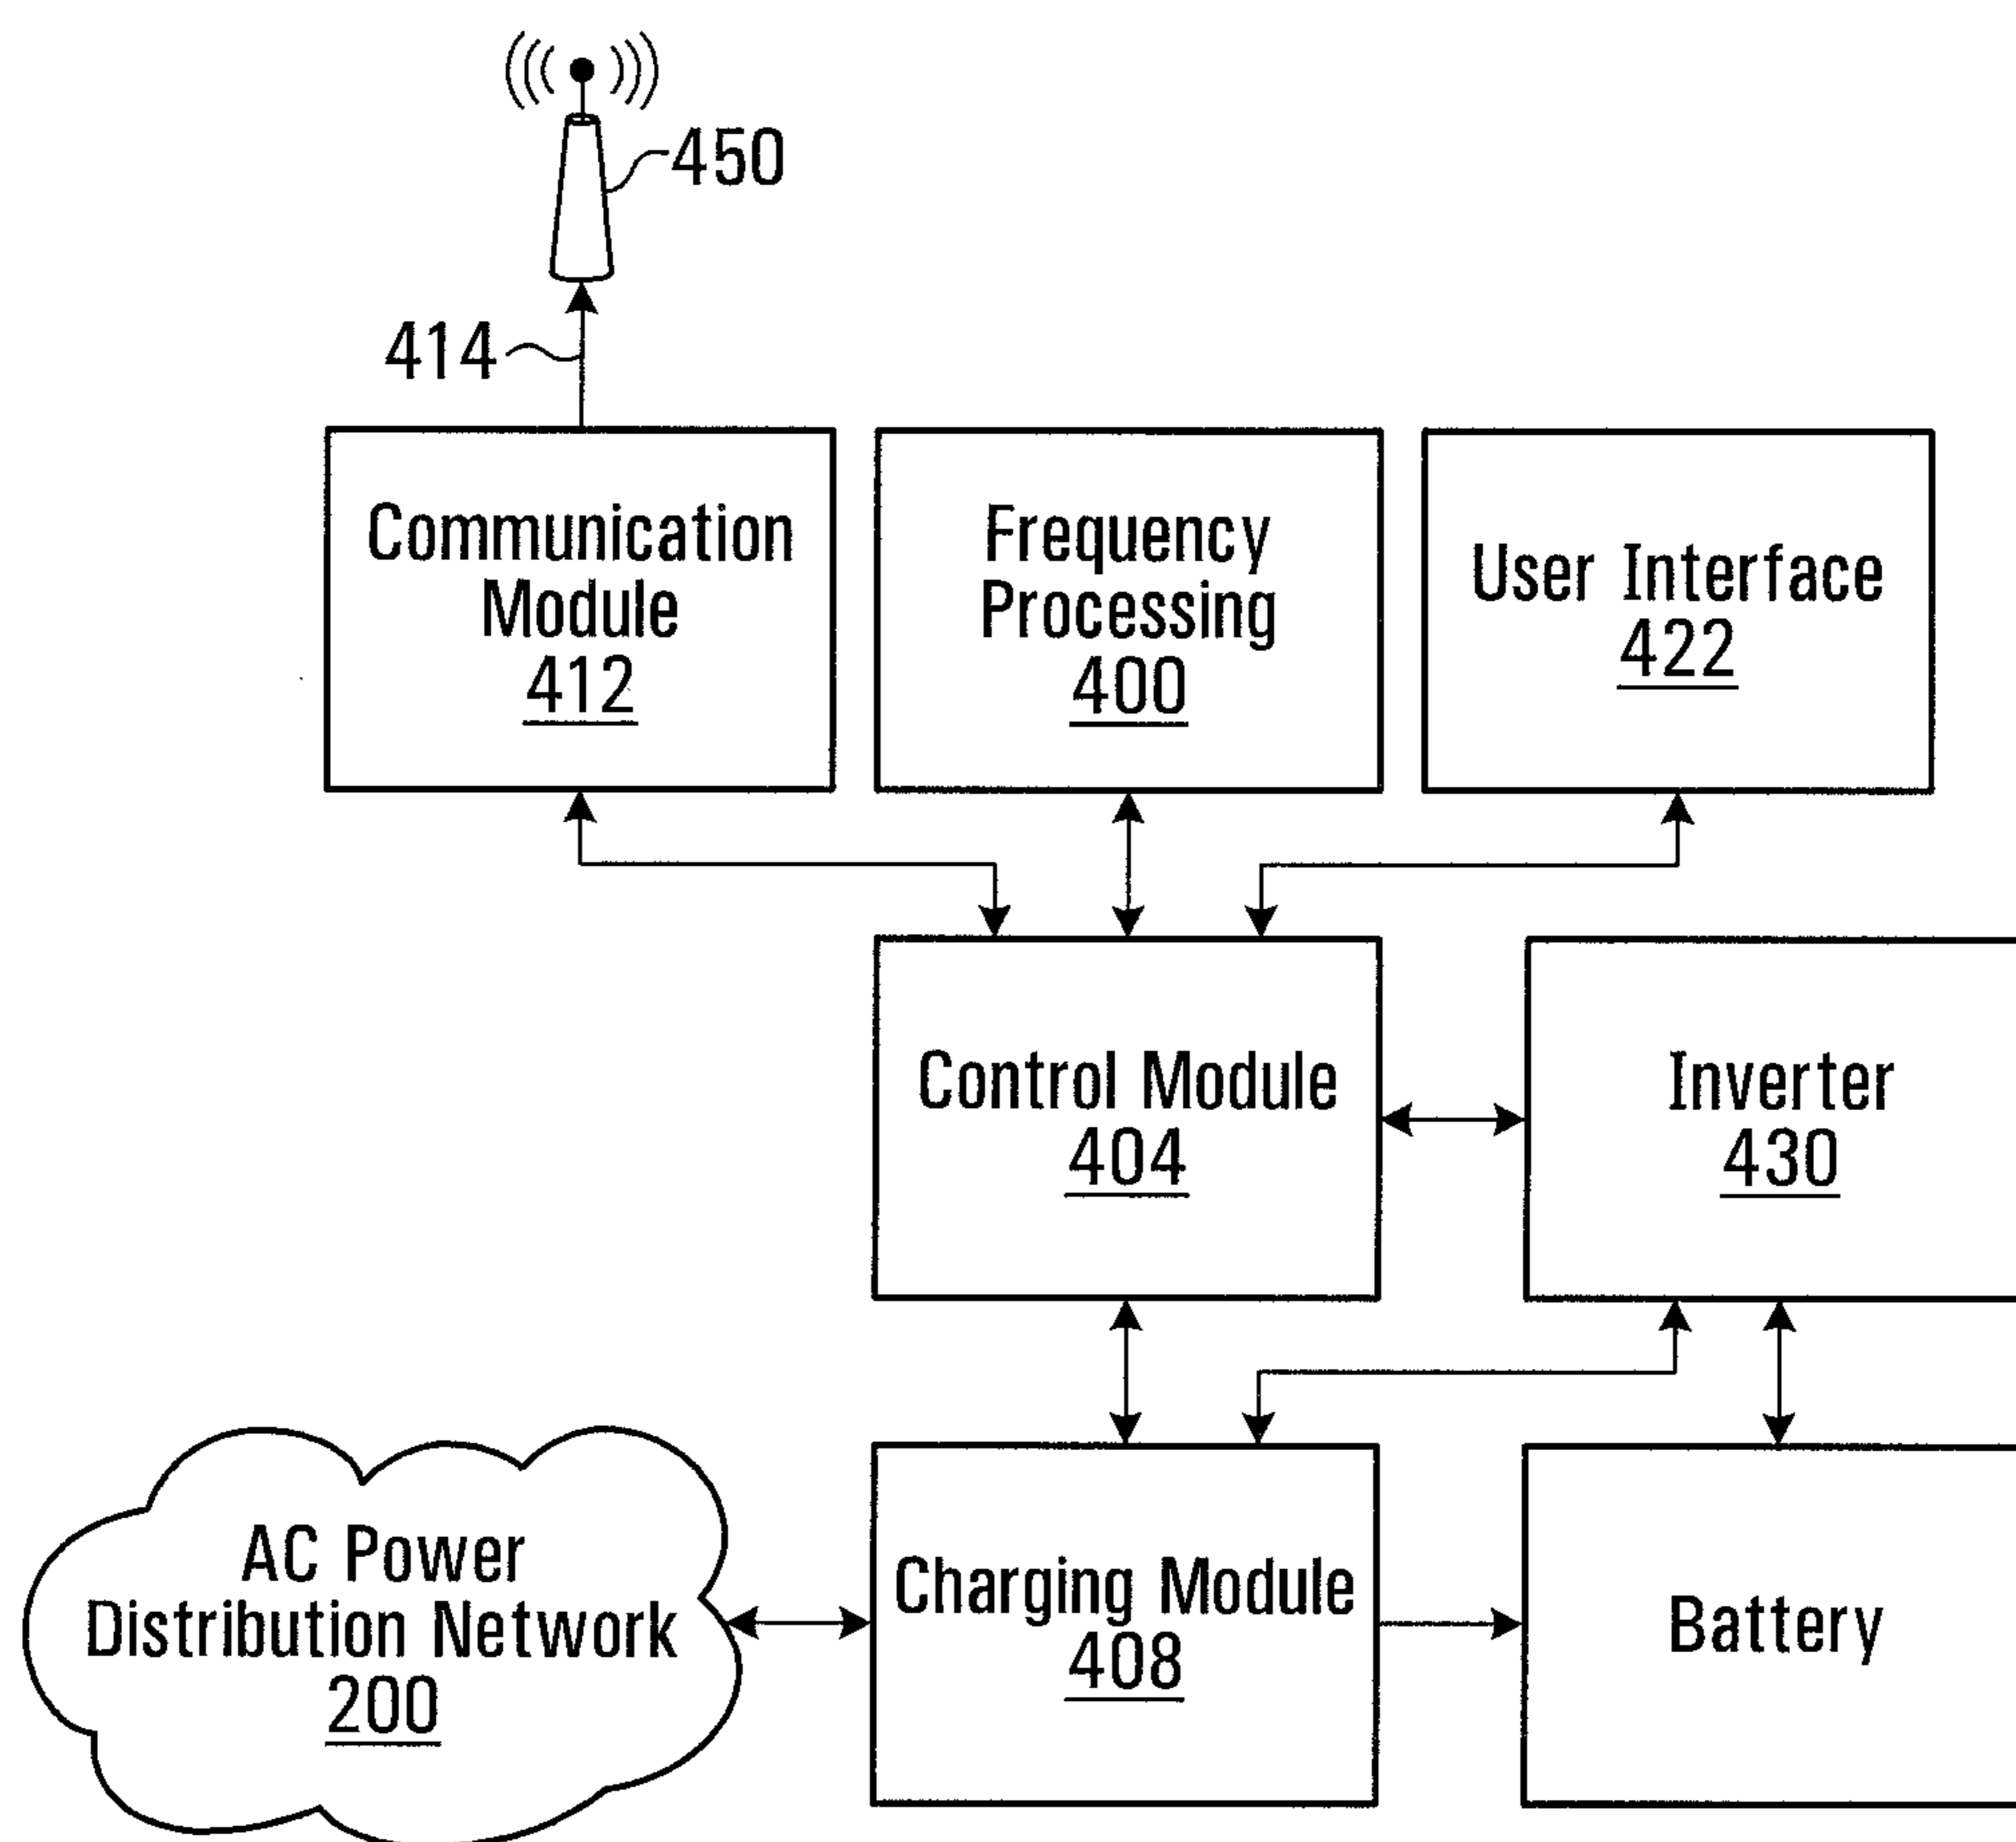 450
414
Communication
Module
412
Frequency
Processing
400
User Interface
422
Control Module
404
Inverter
430
AC Power
Distribution Network
200
Charging Module
408
Battery